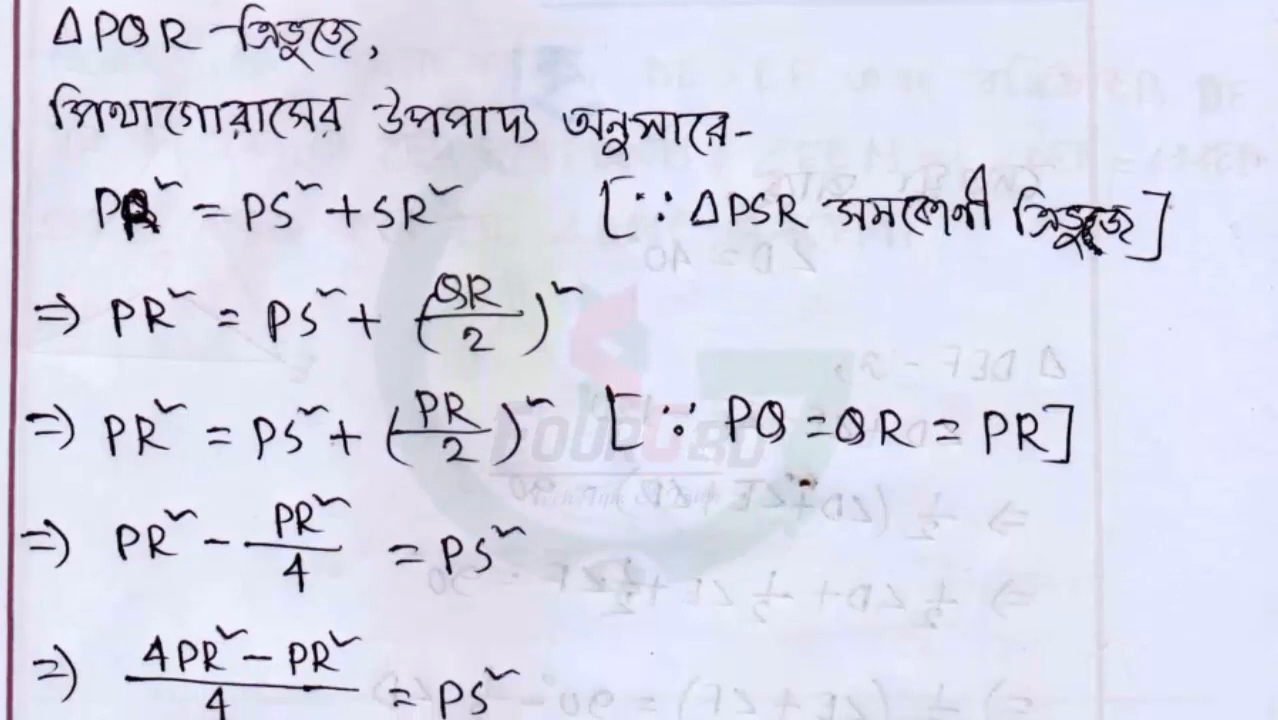 ΔPQR -ত্রিভুজে,
পিথাগোরাসের উপপাদ্য অনুসারে-
PR² = PS² + SR² [∵ ΔPSR সমকোণী ত্রিভুজে]
⇒ PR² = PS² + (QR/2)²
⇒ PR² = PS² + (PR/2)² [∵ PQ = QR = PR]
⇒ PR² - PR²/4 = PS²
⇒ (4PR² - PR²)/4 = PS²